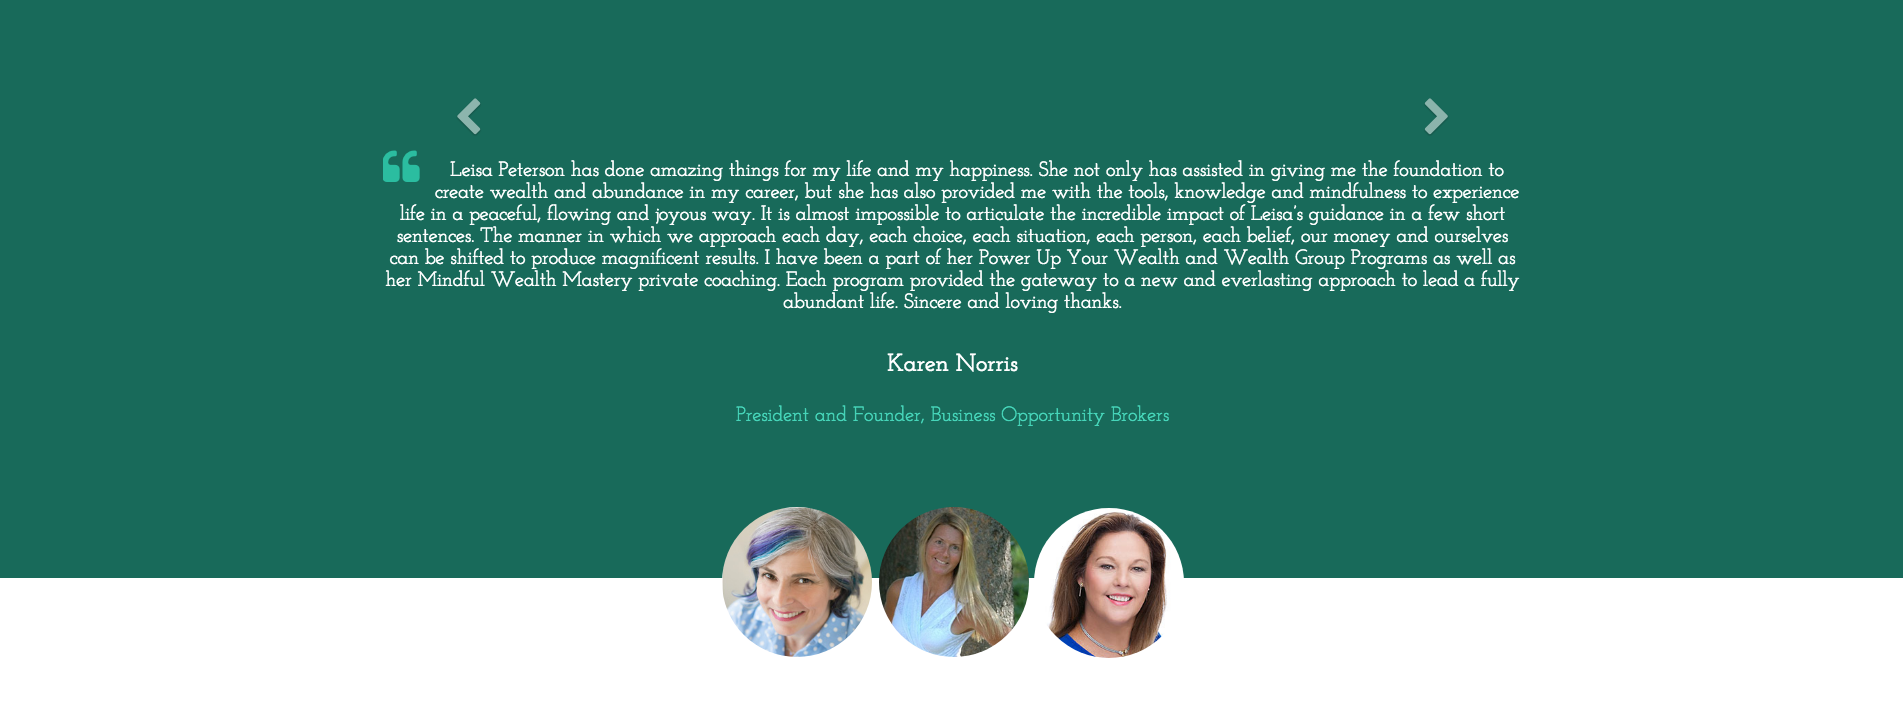 Leisa Peterson has done amazing things for my life and my happiness. She not only has assisted in giving me the foundation to
create wealth and abundance in my career, but she has also provided me with the tools, knowledge and mindfulness to experience
life in a peaceful, flowing and joyous way. It is almost impossible to articulate the incredible impact of Leisa's guidance in a few short
sentences. The manner in which we approach each day, each choice, each situation, each person, each belief, our money and ourselves
can be shifted to produce magnificent results. I have been a part of her Power Up Your Wealth and Wealth Group Programs as well as
her Mindful Wealth Mastery private coaching. Each program provided the gateway to a new and everlasting approach to lead a fully
abundant life. Sincere and loving thanks.
Karen Norris
President and Founder, Business Opportunity Brokers